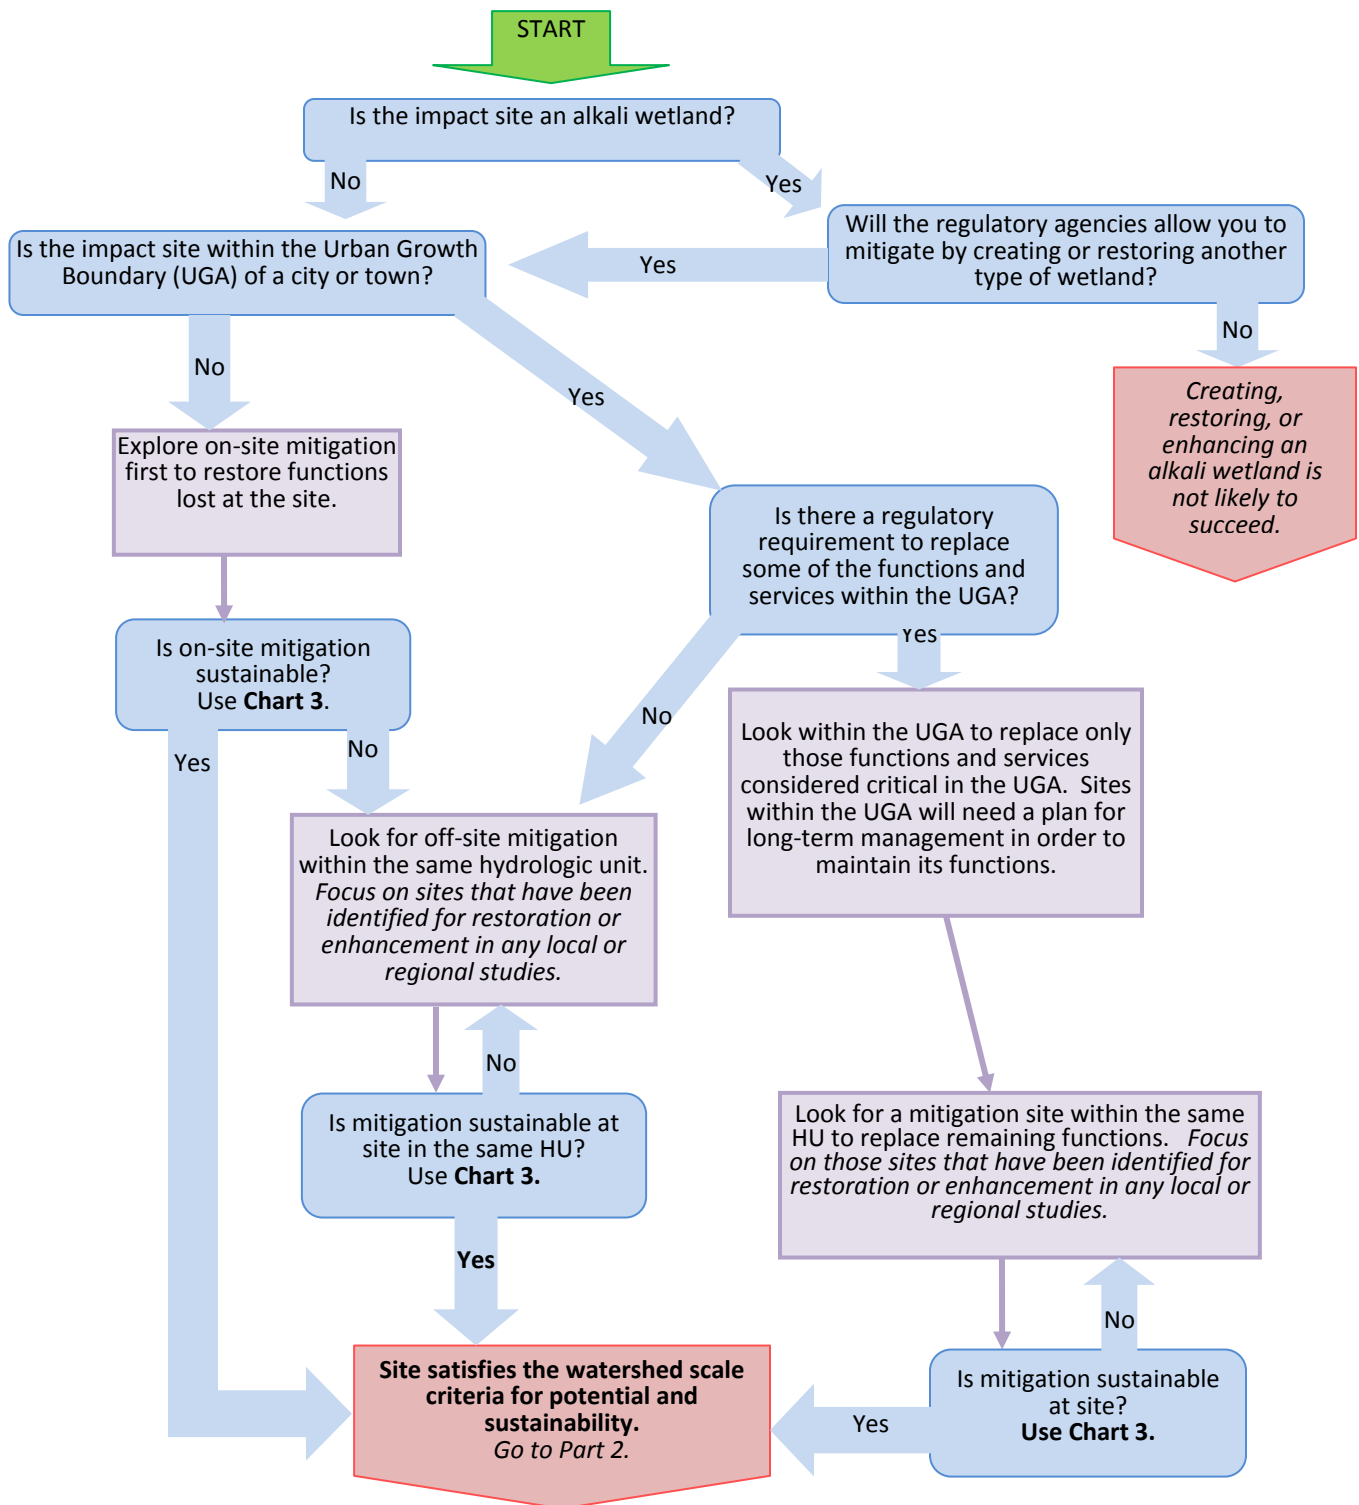 START
Is the impact site an alkali wetland?
No
Yes
Is the impact site within the Urban Growth
Boundary (UGA) of a city or town?
Yes
Will the regulatory agencies allow you to
mitigate by creating or restoring another
type of wetland?
No
No
Yes
Creating,
restoring, or
enhancing an
alkali wetland is
not likely to
succeed.
Explore on-site mitigation
first to restore functions
lost at the site.
Is there a regulatory
requirement to replace
some of the functions and
services within the UGA?
Is on-site mitigation
sustainable?
Use Chart 3.
Yes
No
No
Yes
Look within the UGA to replace only
those functions and services
considered critical in the UGA.  Sites
within the UGA will need a plan for
long-term management in order to
maintain its functions.
Look for off-site mitigation
within the same hydrologic unit.
Focus on sites that have been
identified for restoration or
enhancement in any local or
regional studies.
No
Is mitigation sustainable at
site in the same HU?
Use Chart 3.
Yes
Look for a mitigation site within the same
HU to replace remaining functions.   Focus
on those sites that have been identified for
restoration or enhancement in any local or
regional studies.
No
Is mitigation sustainable
at site?
Use Chart 3.
Yes
Site satisfies the watershed scale
criteria for potential and
sustainability.
Go to Part 2.